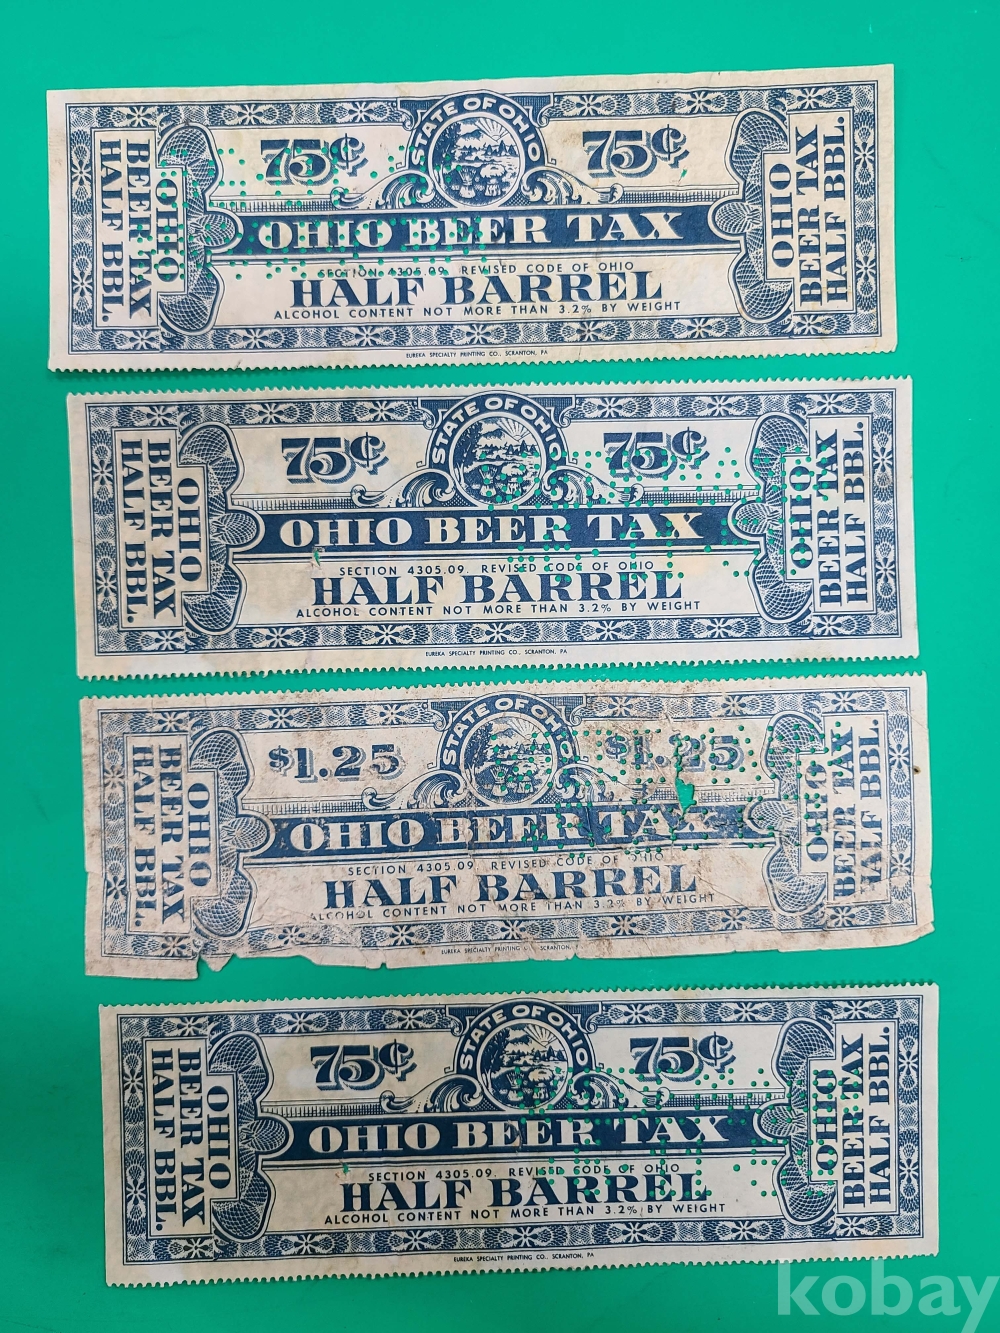 STATE OF OHIO
75¢ 75¢
OHIO BEER TAX
SECTION 4305.09. REVISED CODE OF OHIO
HALF BARREL
ALCOHOL CONTENT NOT MORE THAN 3.2% BY WEIGHT
EUREKA SPECIALTY PRINTING CO., SCRANTON, PA
OHIO
BEER TAX
HALF BBL.
OHIO
BEER TAX
HALF BBL.
STATE OF OHIO
75¢ 75¢
OHIO BEER TAX
SECTION 4305.09. REVISED CODE OF OHIO
HALF BARREL
ALCOHOL CONTENT NOT MORE THAN 3.2% BY WEIGHT
EUREKA SPECIALTY PRINTING CO., SCRANTON, PA
OHIO
BEER TAX
HALF BBL.
OHIO
BEER TAX
HALF BBL.
STATE OF OHIO
$1.25 $1.25
OHIO BEER TAX
SECTION 4305.09. REVISED CODE OF OHIO
HALF BARREL
ALCOHOL CONTENT NOT MORE THAN 3.2% BY WEIGHT
EUREKA SPECIALTY PRINTING SCRANTON,
OHIO
BEER TAX
HALF BBL.
OHIO
BEER TAX
HALF BBL.
STATE OF OHIO
75¢ 75¢
OHIO BEER TAX
SECTION 4305.09. REVISED CODE OF OHIO
HALF BARREL
ALCOHOL CONTENT NOT MORE THAN 3.2% BY WEIGHT
EUREKA SPECIALTY PRINTING CO., SCRANTON, PA
OHIO
BEER TAX
HALF BBL.
OHIO
BEER TAX
HALF BBL.
kobay